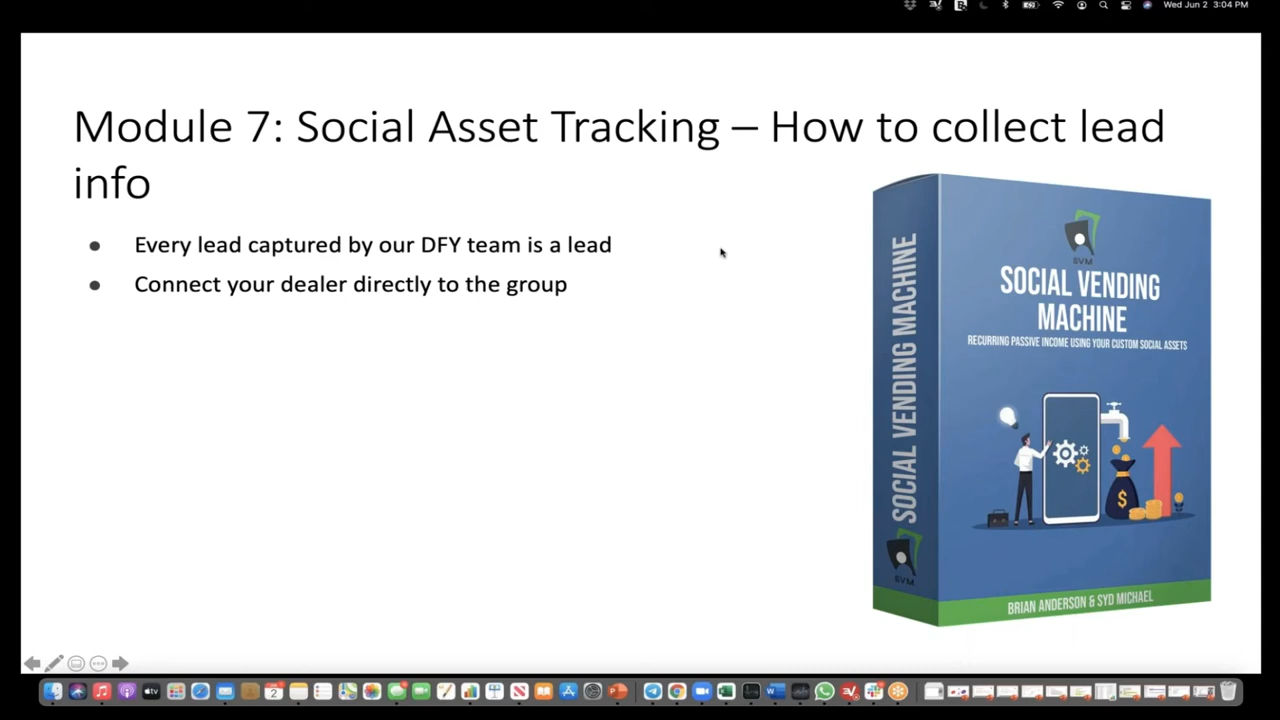 Wed Jun 2 3:04 PM
Module 7: Social Asset Tracking – How to collect lead
info
● Every lead captured by our DFY team is a lead
● Connect your dealer directly to the group
SVM
SOCIAL VENDING
MACHINE
RECURRING PASSIVE INCOME USING YOUR CUSTOM SOCIAL ASSETS
$
BRIAN ANDERSON & SYD MICHAEL
SOCIAL VENDING MACHINE
SVM